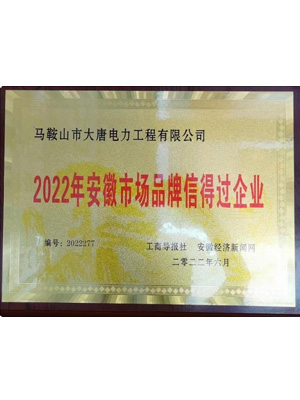 马鞍山市大唐电力工程有限公司
2022年安徽市场品牌信得过企业
编号：2022277
工商导报社 安徽经济新闻网
二零二二年六月